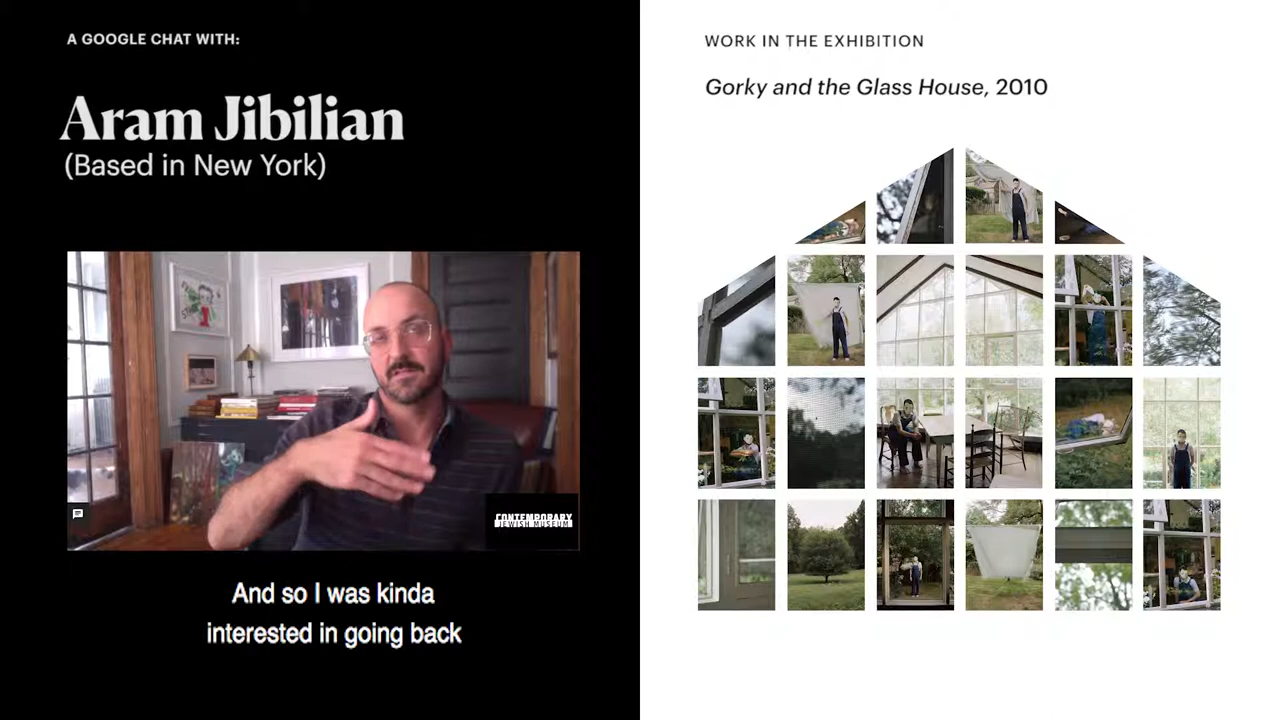 A GOOGLE CHAT WITH:
Aram Jibilian
(Based in New York)
CONTEMPORARY
JEWISH MUSEUM
And so I was kinda
interested in going back
WORK IN THE EXHIBITION
Gorky and the Glass House, 2010